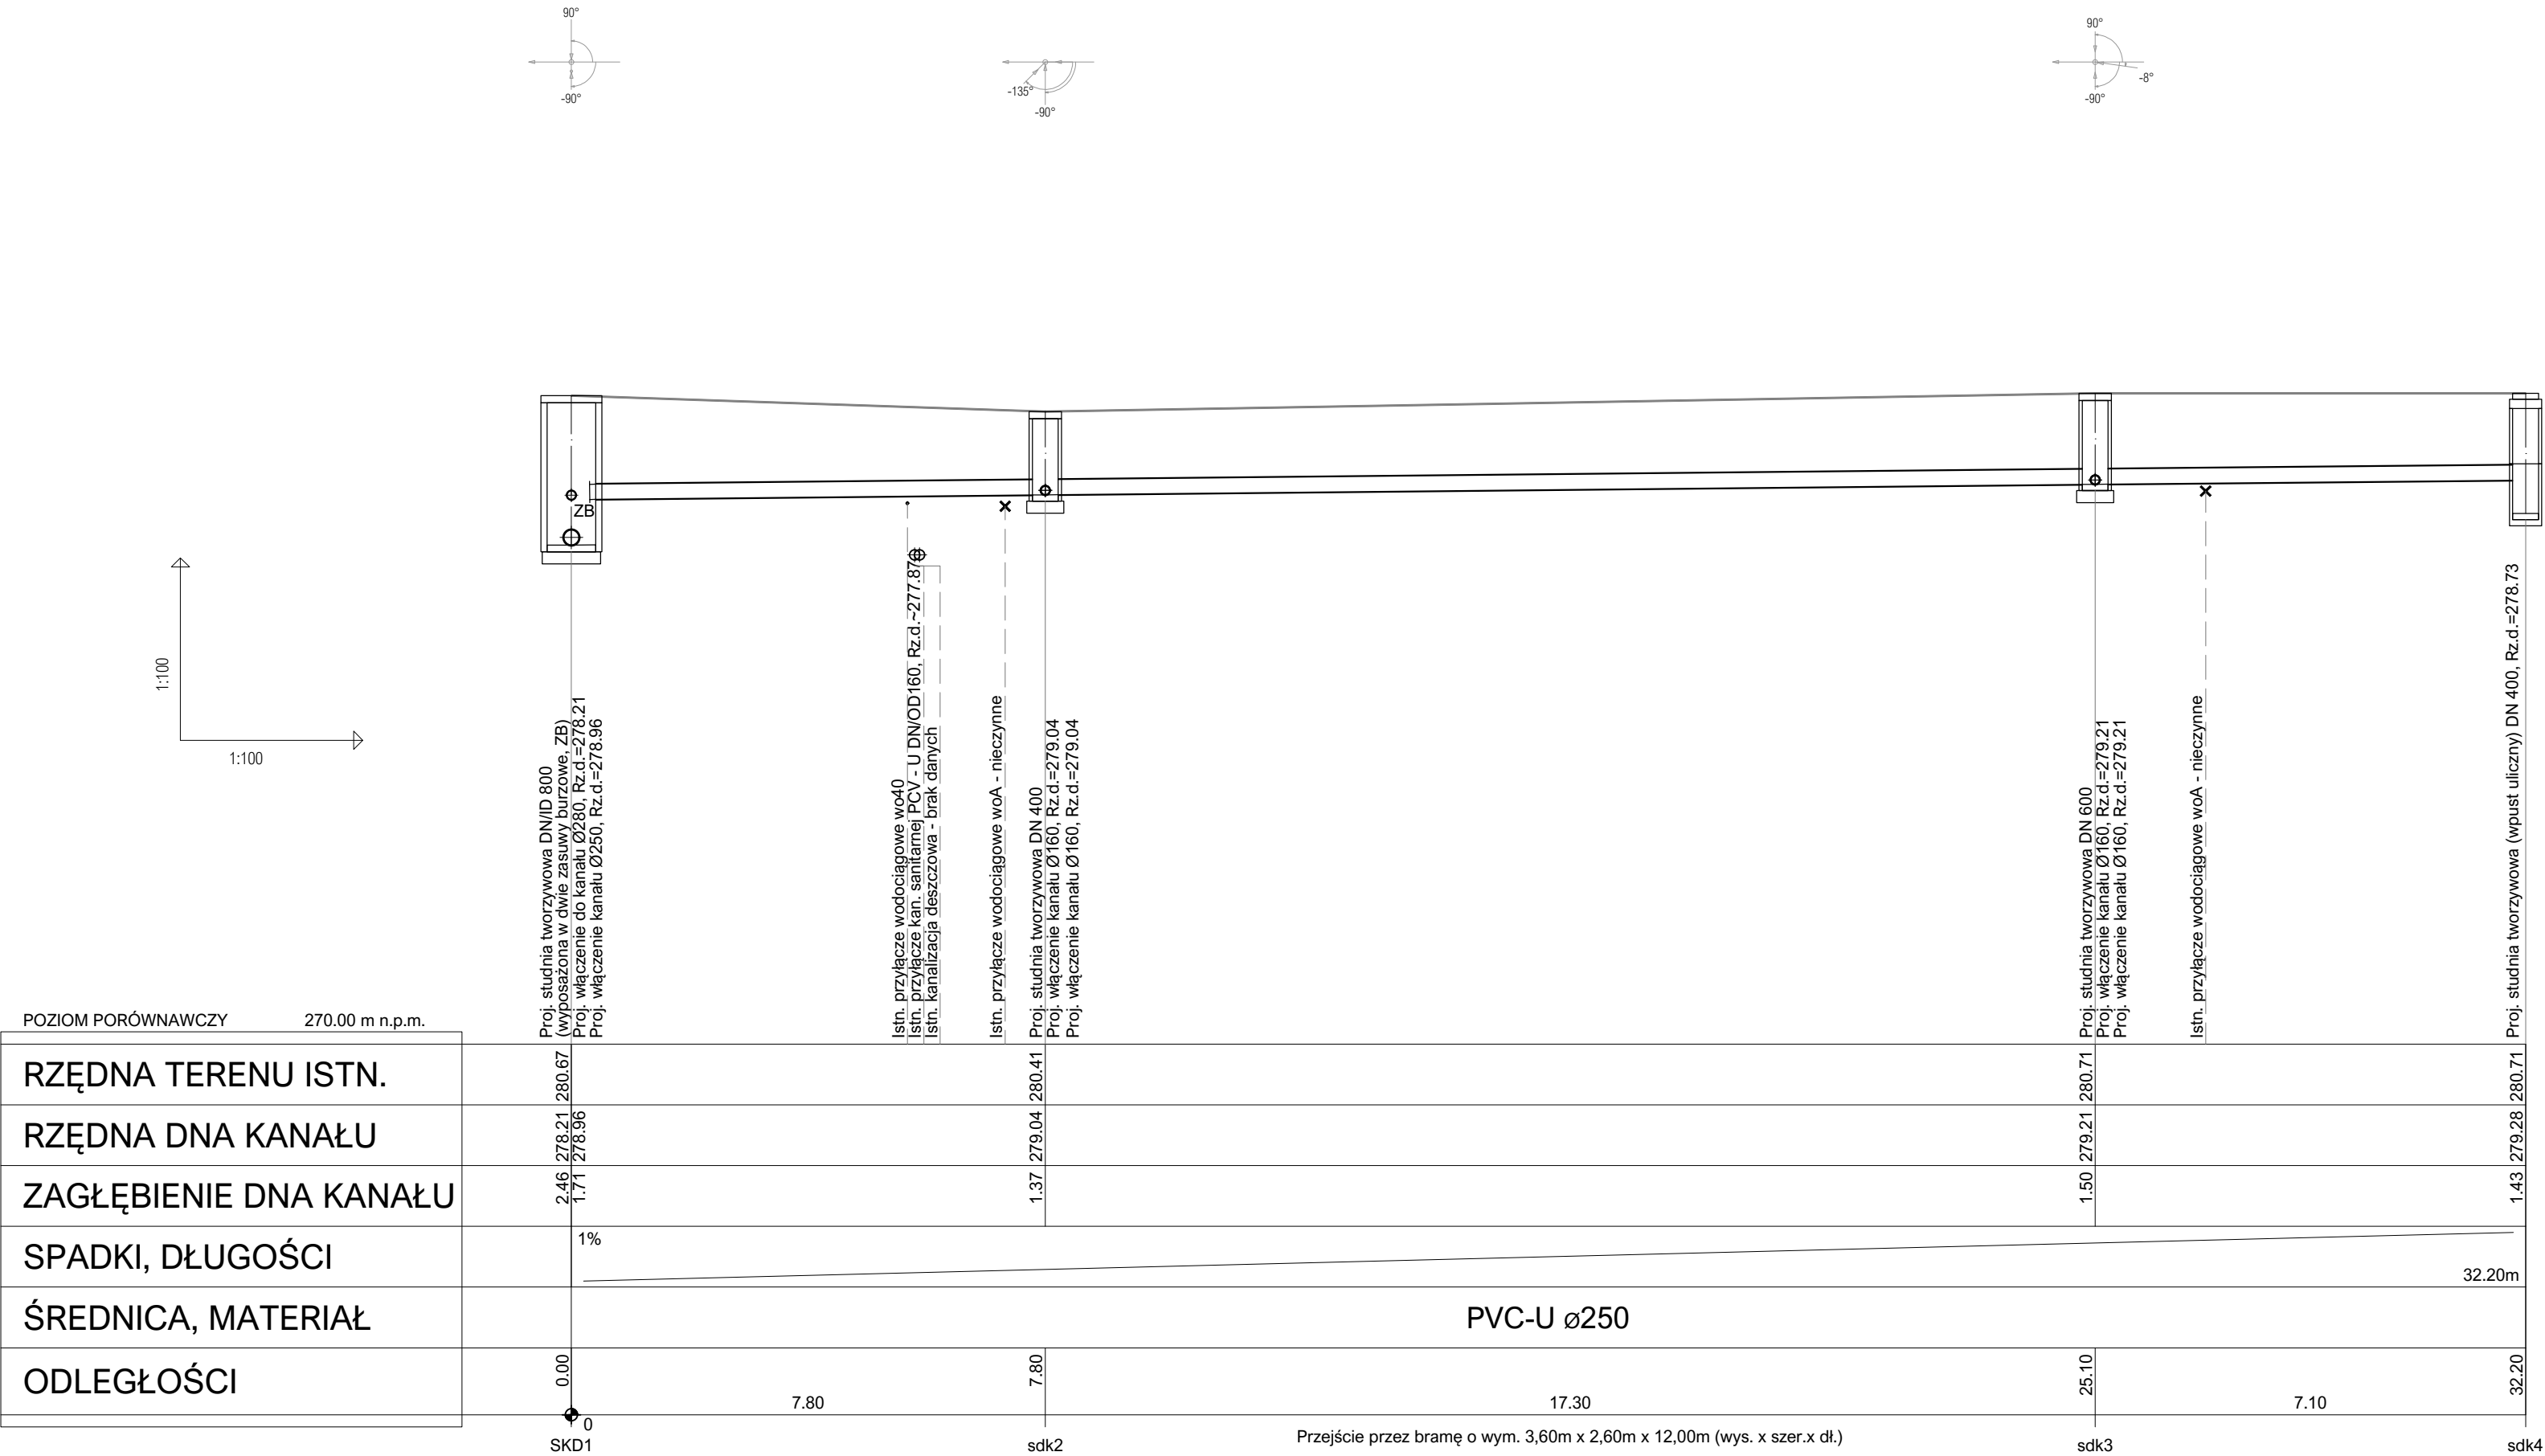 90°
-90°
-135°
-90°
90°
-8°
-90°
ZB
1:100
1:100
Proj. studnia tworzywowa DN/ID 800
(wyposażona w dwie zasuwy burzowe, ZB)
Proj. włączenie do kanału Ø280, Rz.d.=278.21
Proj. włączenie kanału Ø250, Rz.d.=278.96
Istn. przyłącze wodociągowe wo40
Istn. przyłącze kan. sanitarnej PCV - U DN/OD160, Rz.d.~277.87
Istn. kanalizacja deszczowa - brak danych
Istn. przyłącze wodociągowe woA - nieczynne
Proj. studnia tworzywowa DN 400
Proj. włączenie kanału Ø160, Rz.d.=279.04
Proj. włączenie kanału Ø160, Rz.d.=279.04
Proj. studnia tworzywowa DN 600
Proj. włączenie kanału Ø160, Rz.d.=279.21
Proj. włączenie kanału Ø160, Rz.d.=279.21
Istn. przyłącze wodociągowe woA - nieczynne
Proj. studnia tworzywowa (wpust uliczny) DN 400, Rz.d.=278.73
POZIOM PORÓWNAWCZY 270.00 m n.p.m.
RZĘDNA TERENU ISTN. 280.67 280.41 280.71 280.71
RZĘDNA DNA KANAŁU 278.21 278.96 279.04 279.21 279.28
ZAGŁĘBIENIE DNA KANAŁU 2.46 1.71 1.37 1.50 1.43
SPADKI, DŁUGOŚCI 1% 32.20m
ŚREDNICA, MATERIAŁ PVC-U ø250
ODLEGŁOŚCI 0.00 7.80 25.10 32.20
7.80 17.30 7.10
0
Przejście przez bramę o wym. 3,60m x 2,60m x 12,00m (wys. x szer.x dł.)
SKD1 sdk2 sdk3 sdk4